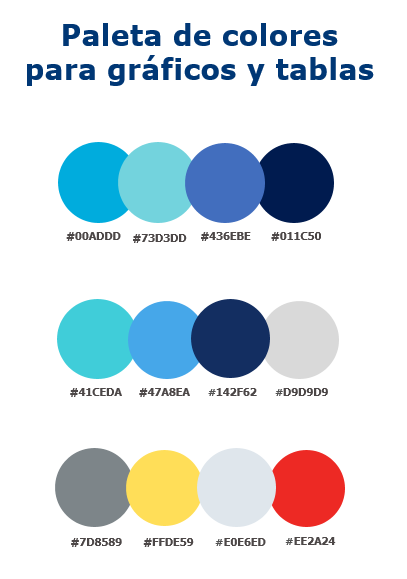 Paleta de colores
para gráficos y tablas
#00ADDD #73D3DD #436EBE #011C50
#41CEDA #47A8EA #142F62 #D9D9D9
#7D8589 #FFDE59 #E0E6ED #EE2A24